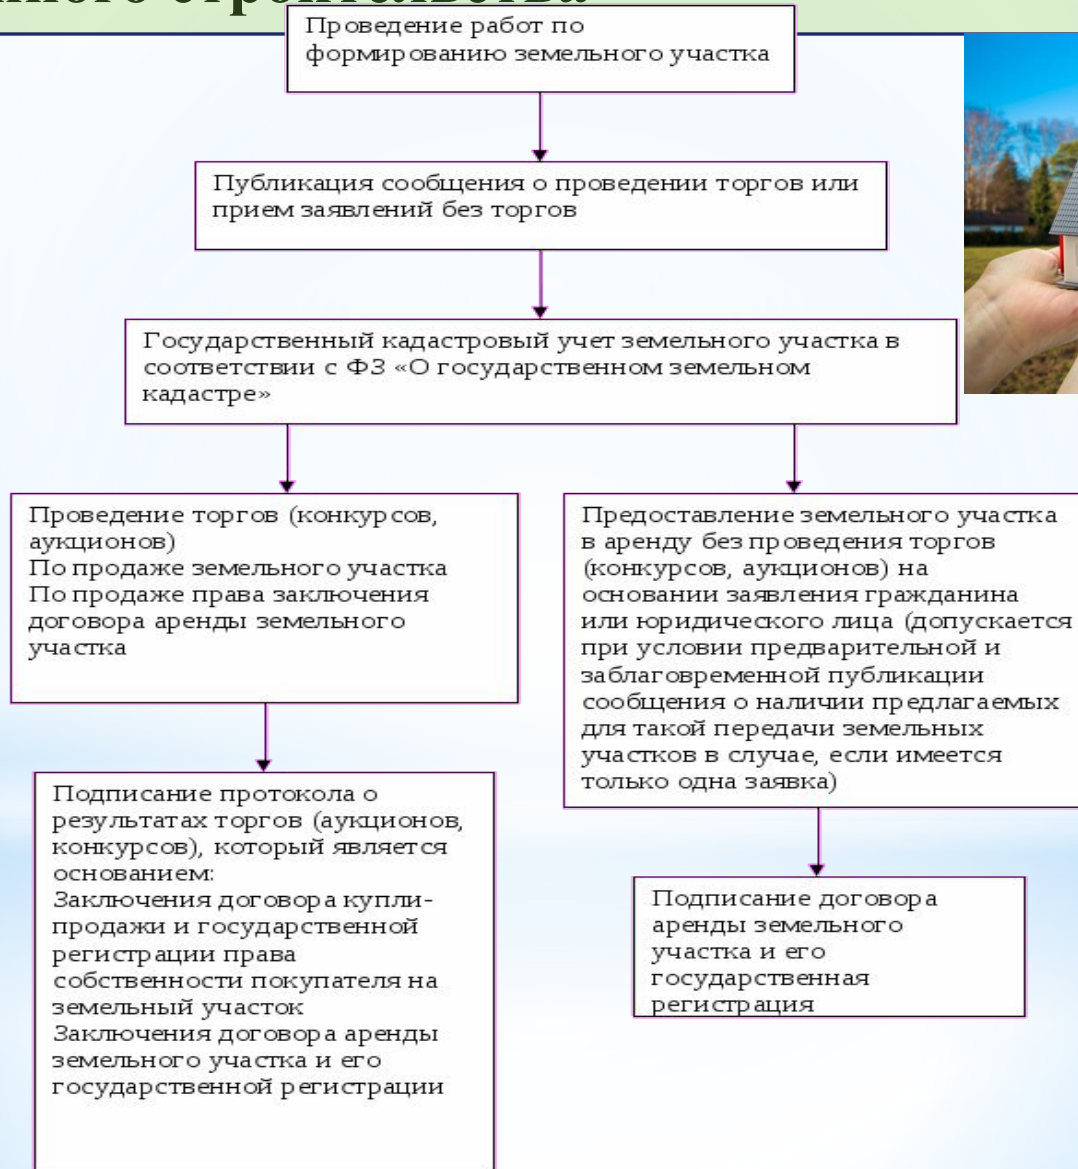 строительства
Проведение работ по
формированию земельного участка
Публикация сообщения о проведении торгов или
прием заявлений без торгов
Государственный кадастровый учет земельного участка в
соответствии с ФЗ «О государственном земельном
кадастре»
Проведение торгов (конкурсов,
аукционов)
По продаже земельного участка
По продаже права заключения
договора аренды земельного
участка
Предоставление земельного участка
в аренду без проведения торгов
(конкурсов, аукционов) на
основании заявления гражданина
или юридического лица (допускается
при условии предварительной и
заблаговременной публикации
сообщения о наличии предлагаемых
для такой передачи земельных
участков в случае, если имеется
только одна заявка)
Подписание протокола о
результатах торгов (аукционов,
конкурсов), который является
основанием:
Заключения договора купли-
продажи и государственной
регистрации права
собственности покупателя на
земельный участок
Заключения договора аренды
земельного участка и его
государственной регистрации
Подписание договора
аренды земельного
участка и его
государственная
регистрация